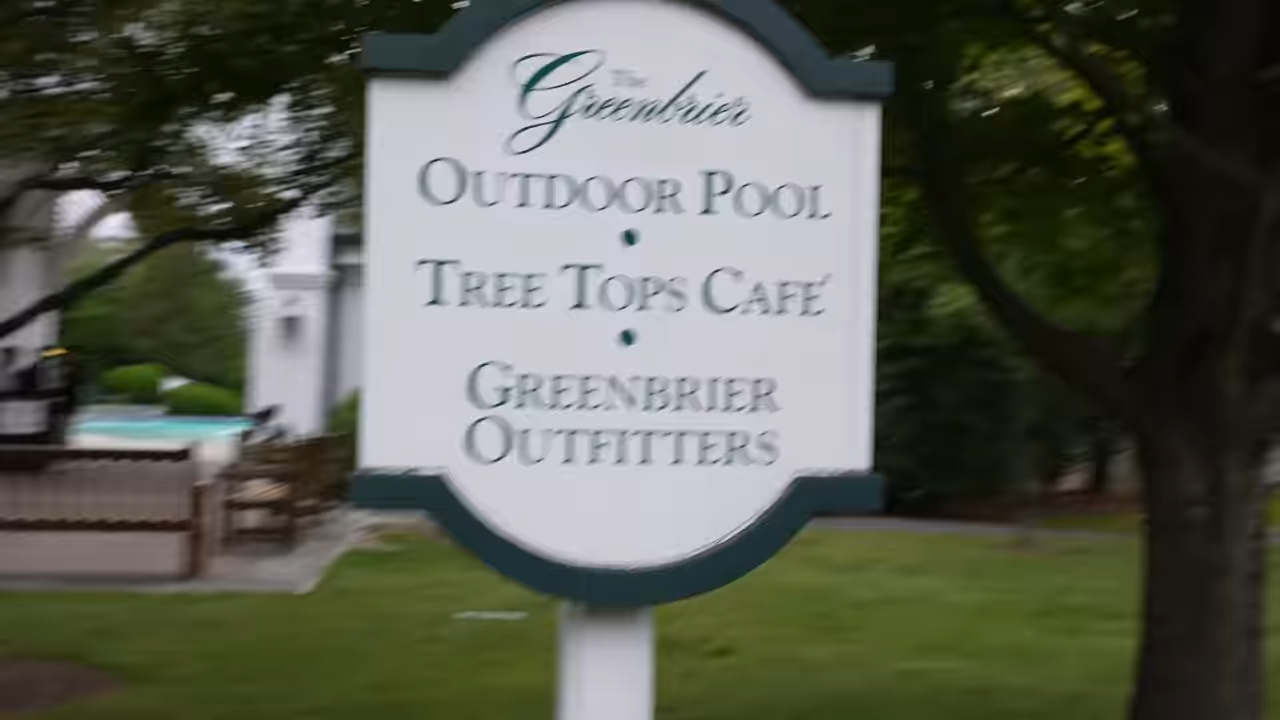 The
Greenbrier
OUTDOOR POOL
•
TREE TOPS CAFÉ
•
GREENBRIER
OUTFITTERS